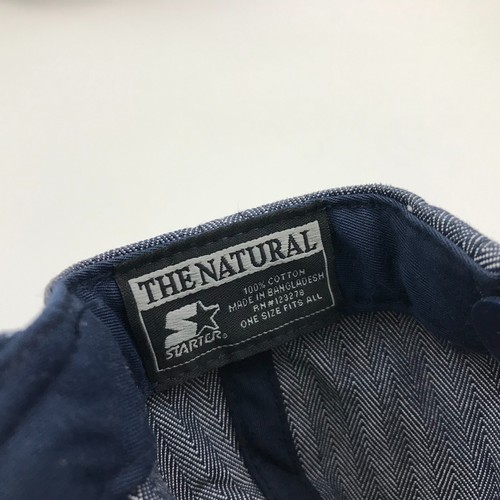 THE NATURAL
100% COTTON
MADE IN BANGLADESH
RN#123278
ONE SIZE FITS ALL
S
STARTER®